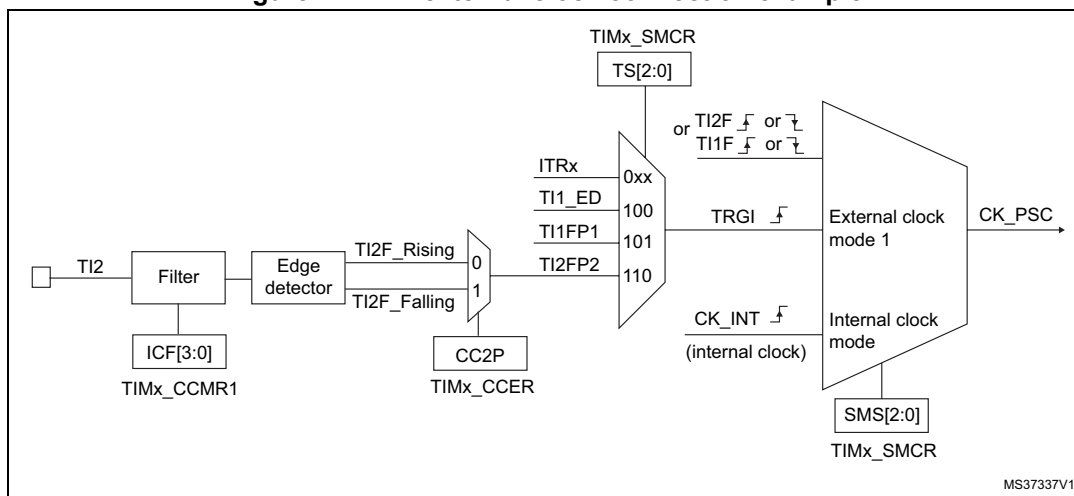 TIMx_SMCR
TS[2:0]
or TI2F or
TI1F or
ITRx
0xx
TI1_ED
100
TI1FP1
101
TI2FP2
110
TRGI
External clock
mode 1
CK_PSC
TI2
Filter
Edge
detector
TI2F_Rising
0
TI2F_Falling
1
CK_INT
(internal clock)
Internal clock
mode
ICF[3:0]
TIMx_CCMR1
CC2P
TIMx_CCER
SMS[2:0]
TIMx_SMCR
MS37337V1